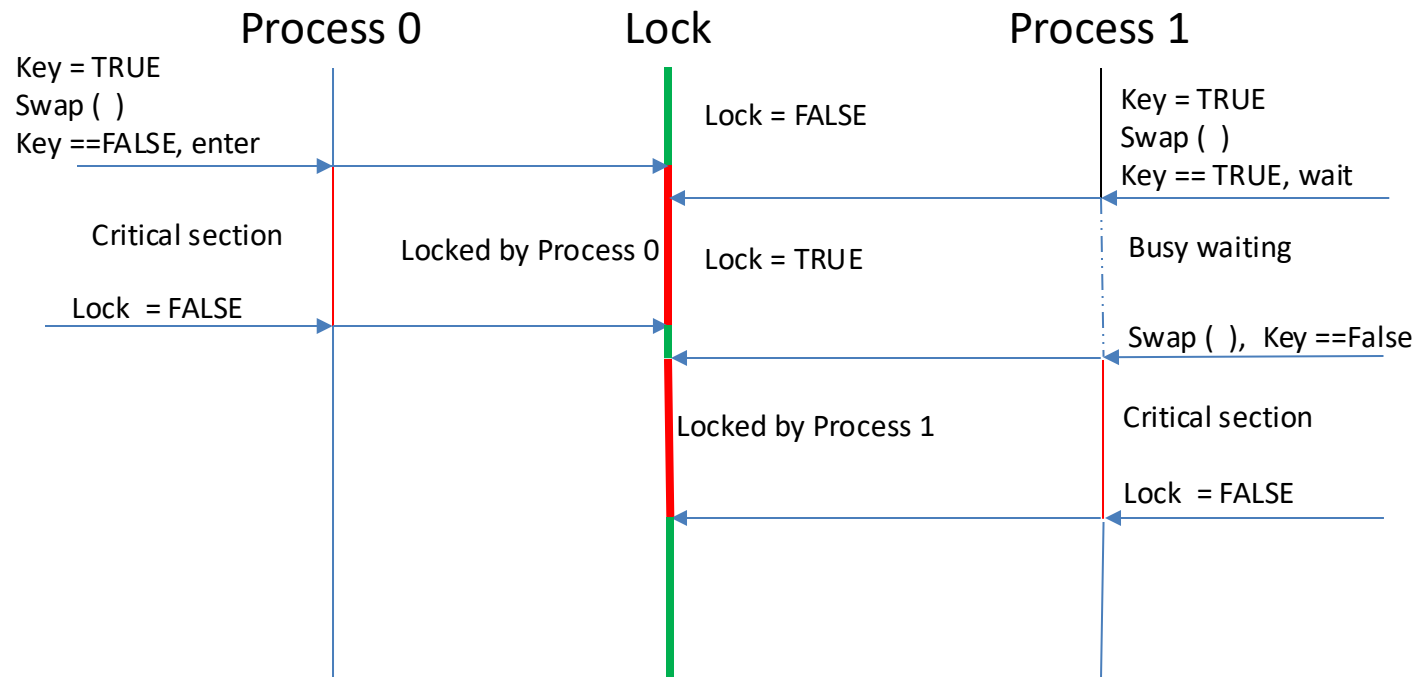 Process 0
Lock
Process 1
Key = TRUE
Swap (  )
Key ==FALSE, enter
Lock = FALSE
Key = TRUE
Swap (  )
Key == TRUE, wait
Critical section
Locked by Process 0
Lock = TRUE
Busy waiting
Lock  = FALSE
Swap (  ),  Key ==False
Locked by Process 1
Critical section
Lock  = FALSE